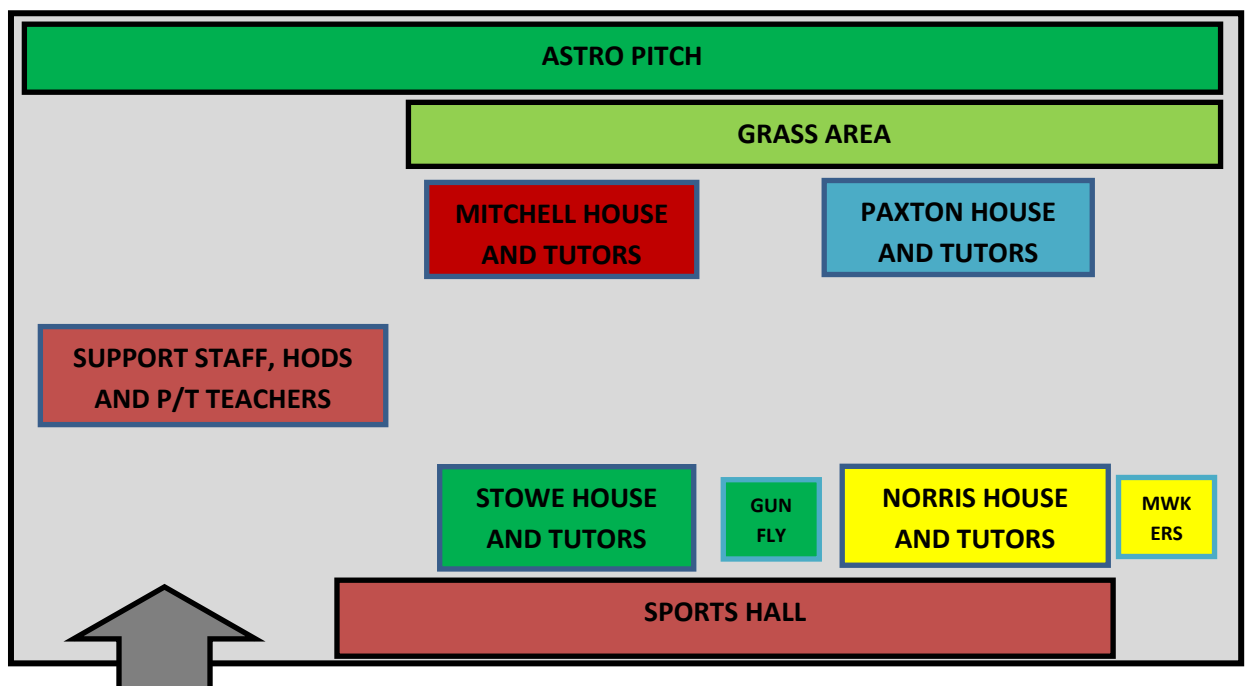 ASTRO PITCH
GRASS AREA
MITCHELL HOUSE
AND TUTORS
PAXTON HOUSE
AND TUTORS
SUPPORT STAFF, HODS
AND P/T TEACHERS
STOWE HOUSE
AND TUTORS
GUN
FLY
NORRIS HOUSE
AND TUTORS
MWK
ERS
SPORTS HALL